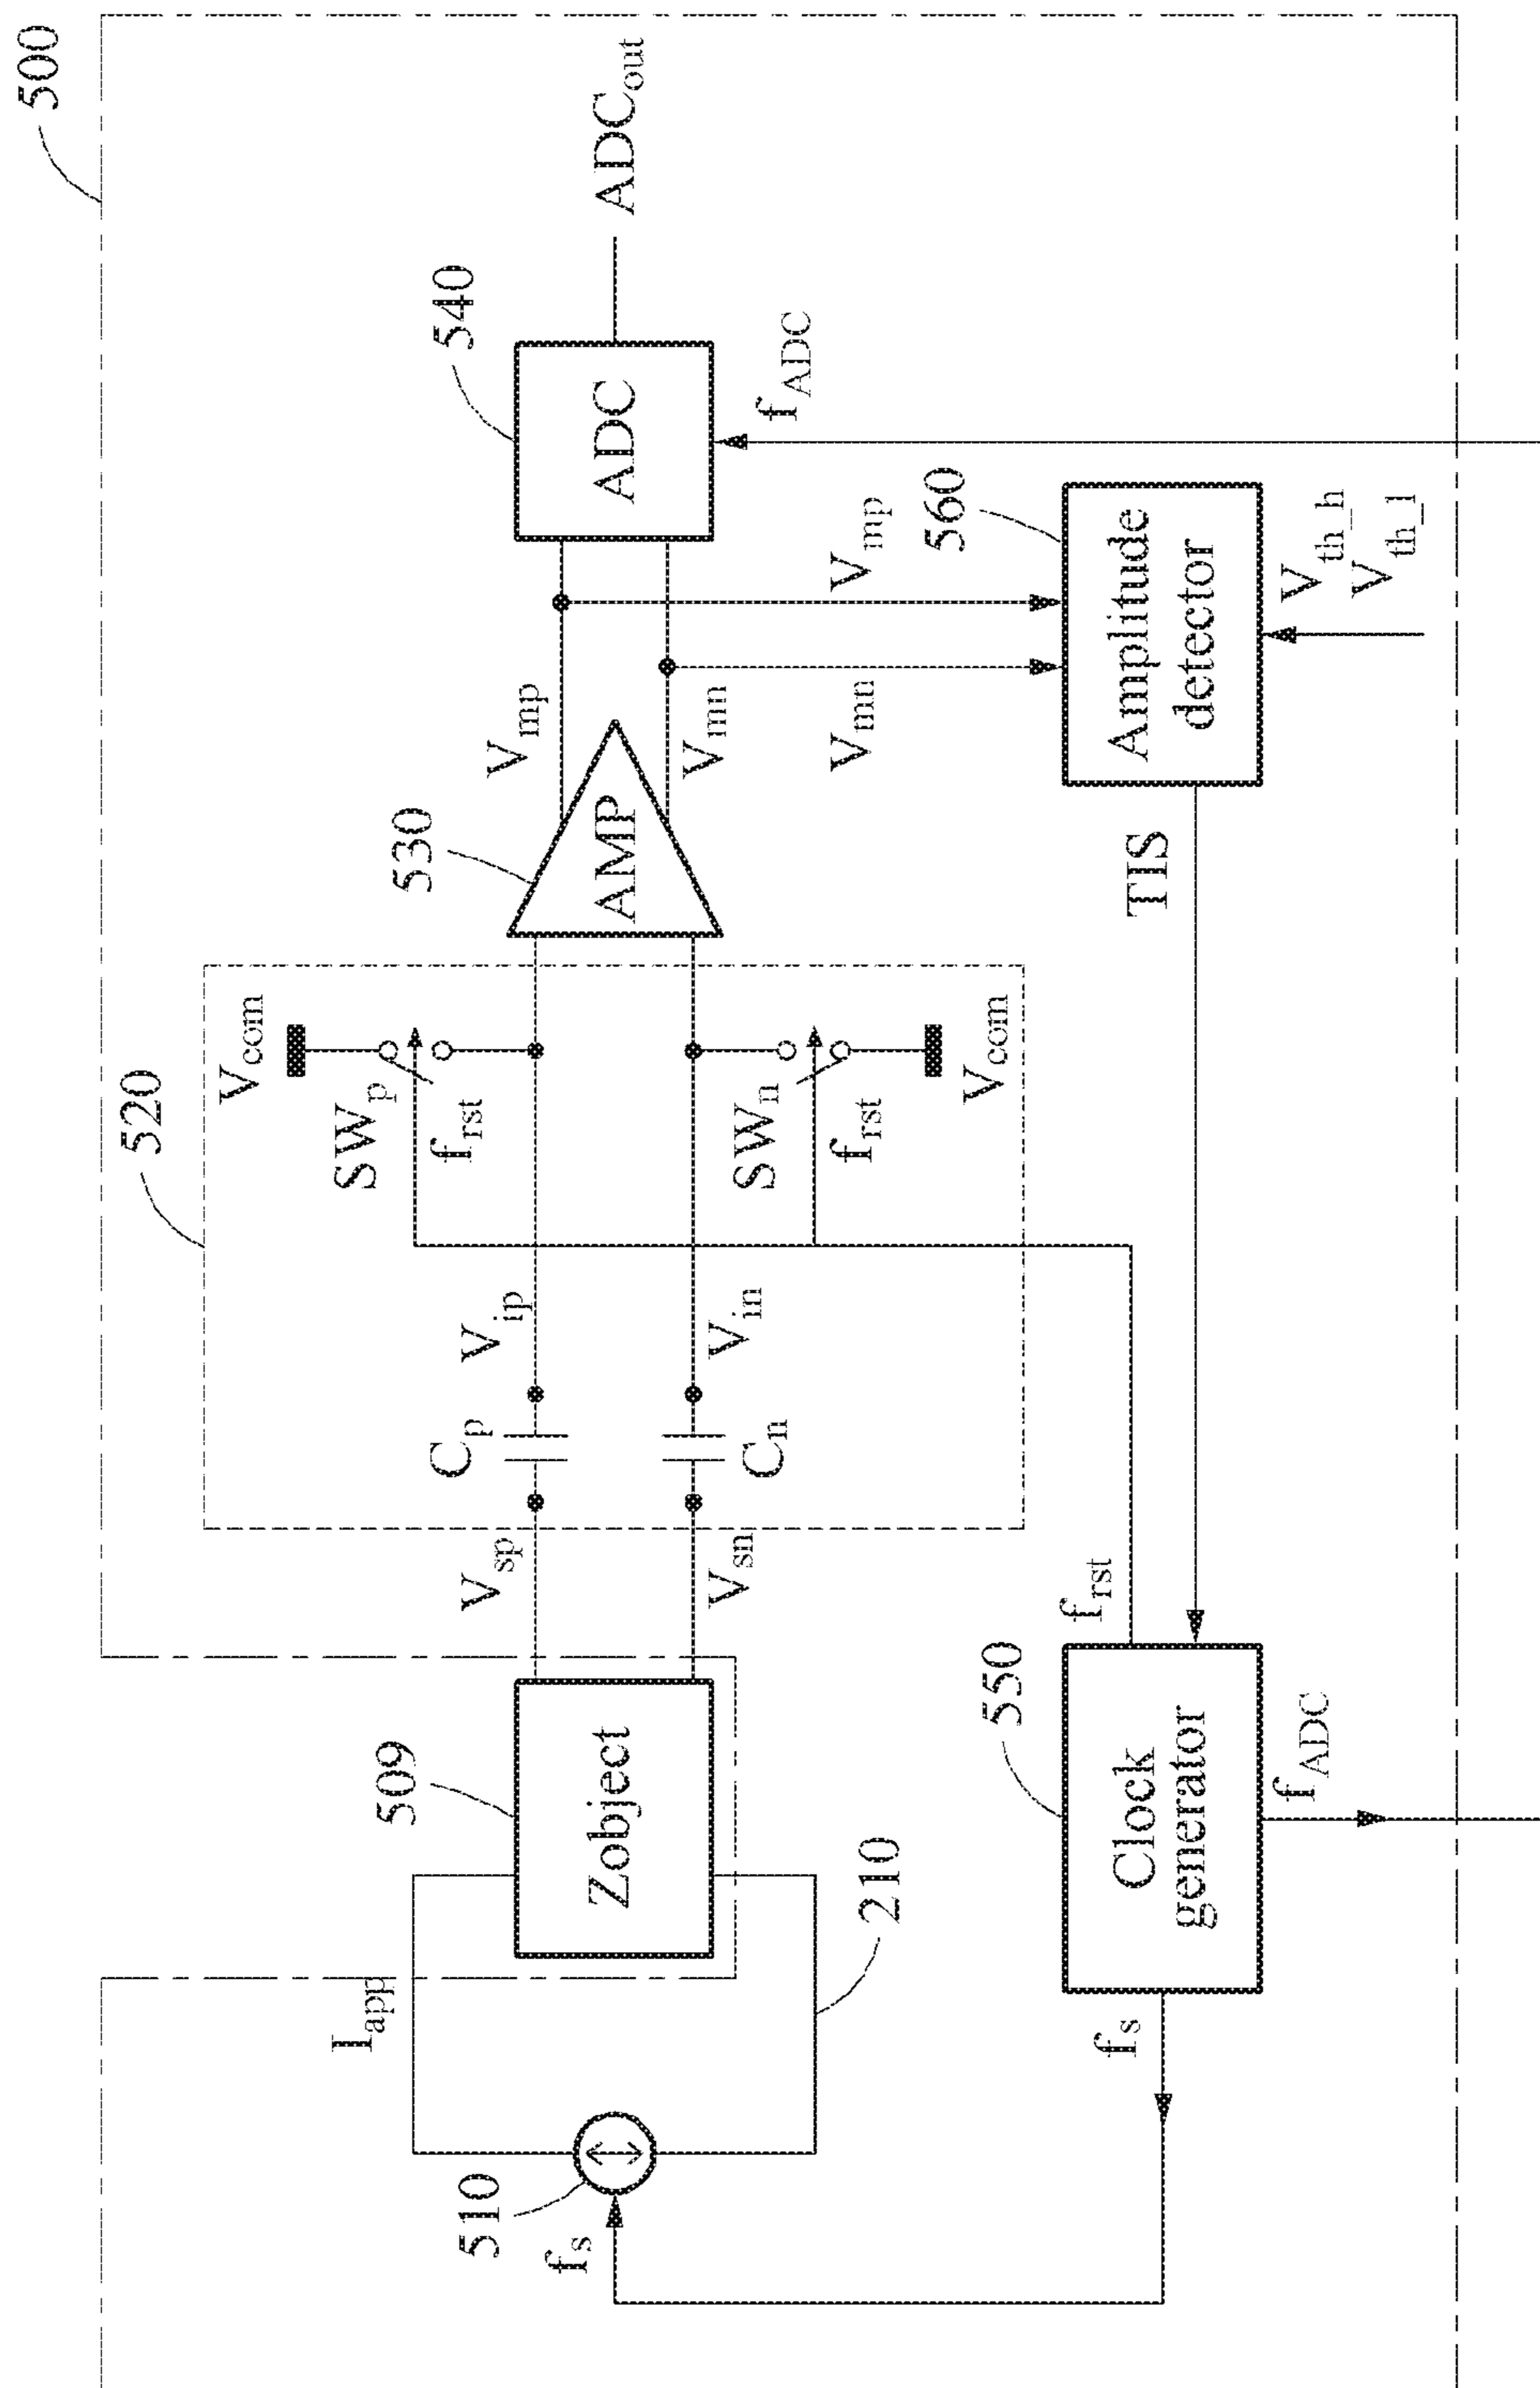 500
520
V_com
SW_p
f_rst
540
530
V_mp
ADC
ADC_out
AMP
V_mn
f_ADC
509
I_app
V_sp
C_p
V_ip
510
f_s
Zobject
V_sn
C_n
V_in
SW_n
f_rst
V_com
V_mn
V_mp
560
210
550
f_rst
TIS
f_s
Clock
generator
Amplitude
detector
f_ADC
V_th_h
V_th_l